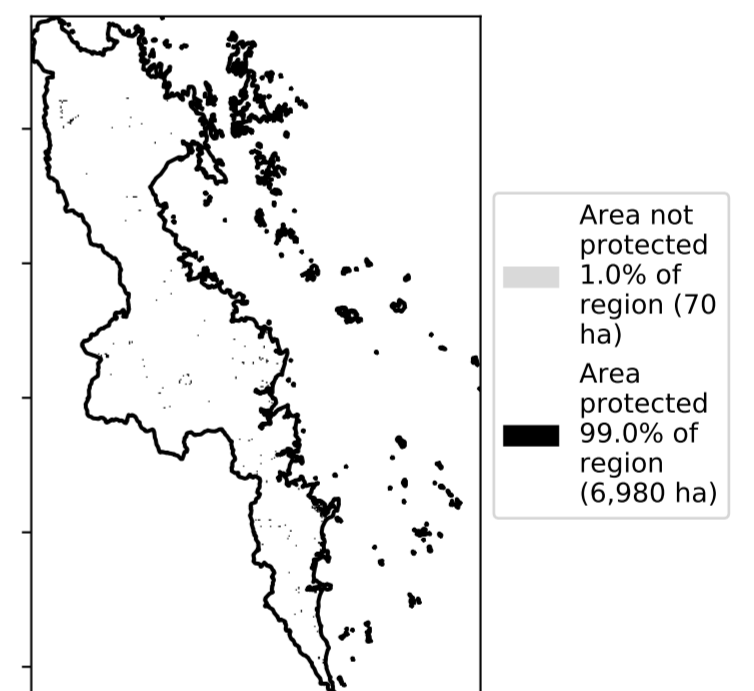 Area not
protected
1.0% of
region (70
ha)
Area
protected
99.0% of
region
(6,980 ha)